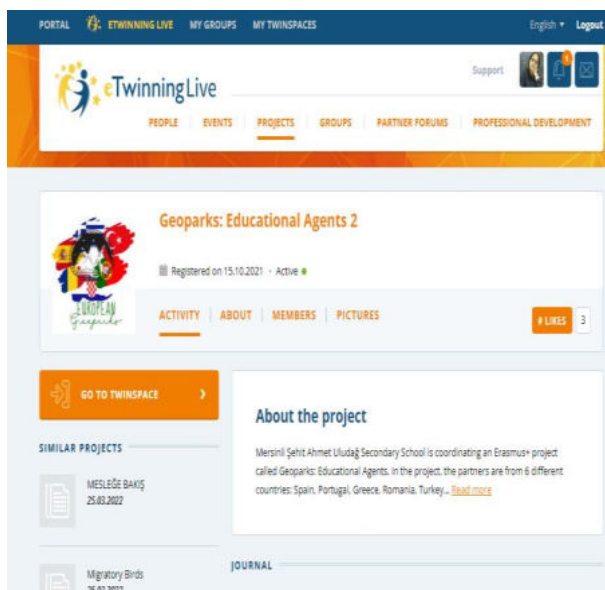 PORTAL ETWINNING LIVE MY GROUPS MY TWINSPACES English Logout
eTwinningLive
Support 1
PEOPLE EVENTS PROJECTS GROUPS PARTNER FORUMS PROFESSIONAL DEVELOPMENT
Geoparks: Educational Agents 2
Registered on 15.10.2021 · Active
EUROPEAN
Geoparks
ACTIVITY ABOUT MEMBERS PICTURES
# LIKES 3
GO TO TWINSPACE
SIMILAR PROJECTS
MESLEĞE BAKIŞ
25.03.2022
Migratory Birds
About the project
Mersinli Şehit Ahmet Uludağ Secondary School is coordinating an Erasmus+ project
called Geoparks: Educational Agents. In the project, the partners are from 6 different
countries: Spain, Portugal, Greece, Romania, Turkey... Read more
JOURNAL